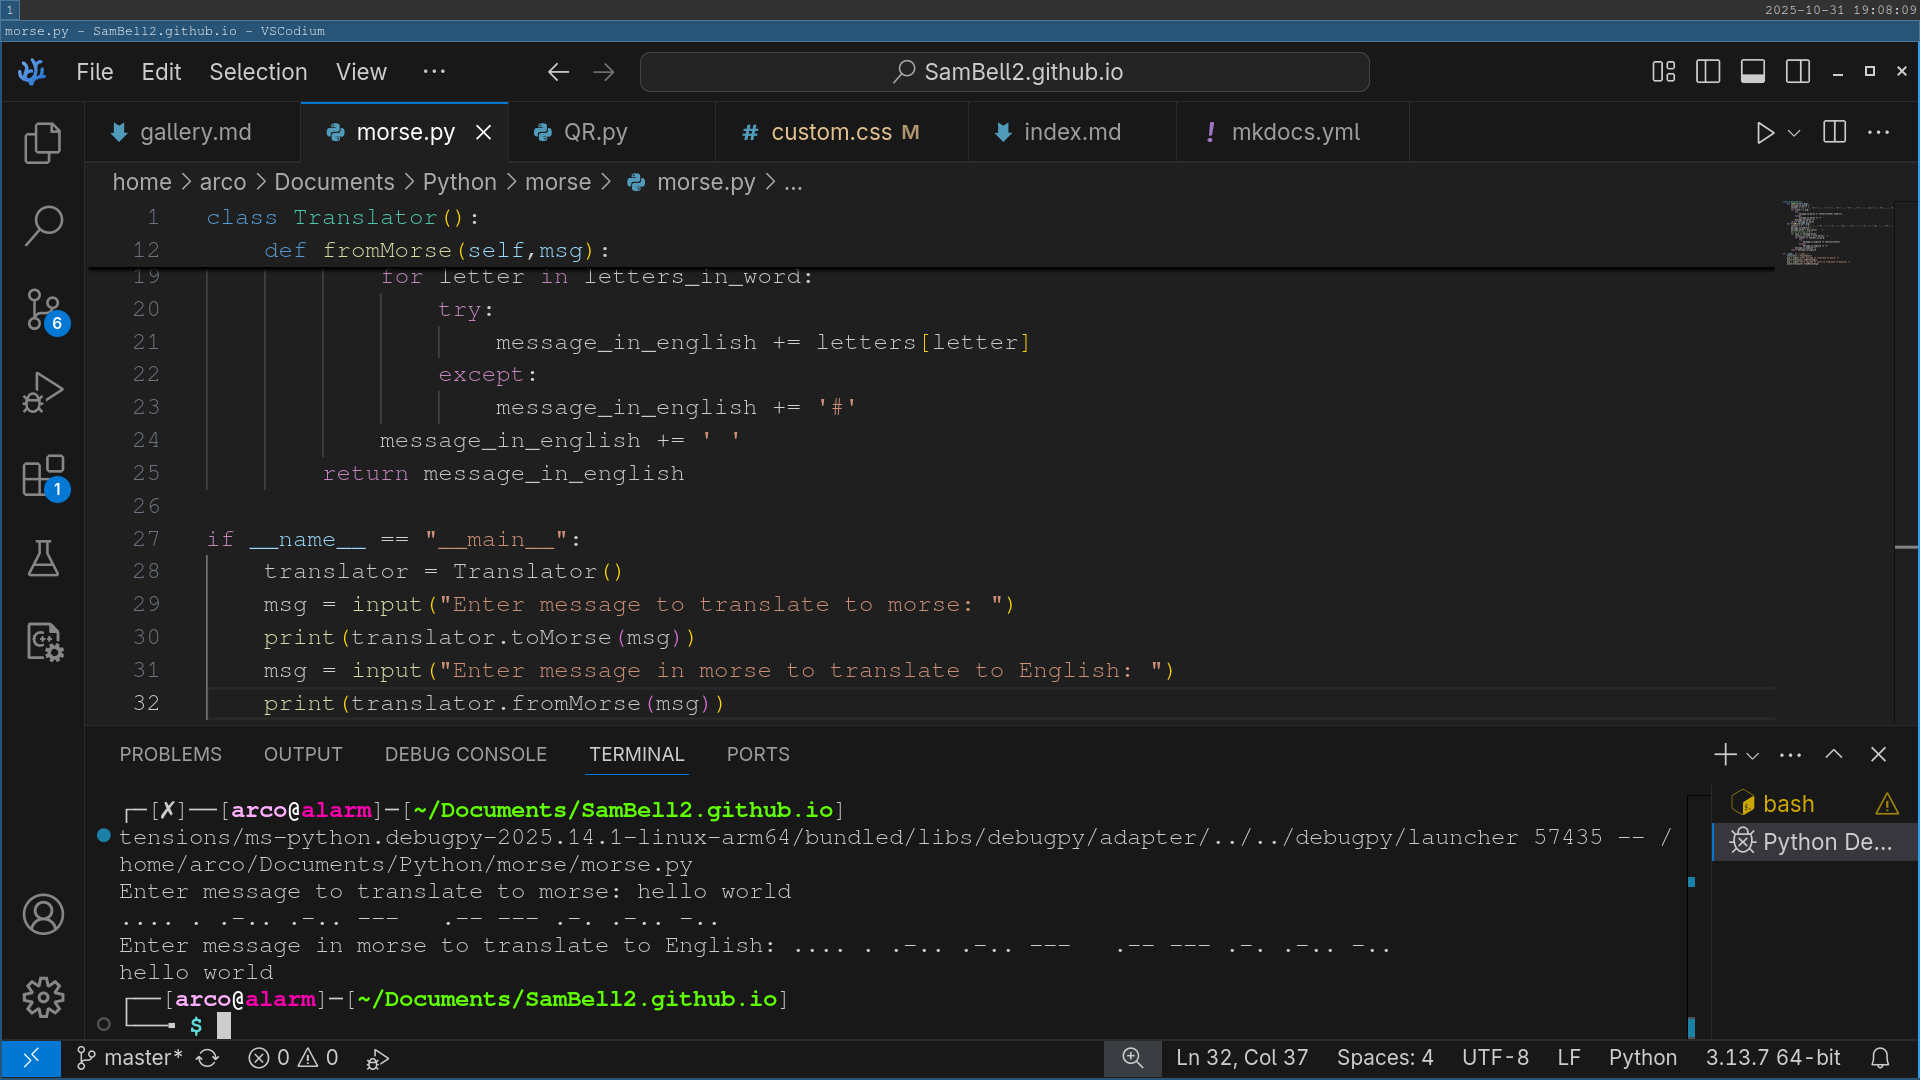 1 2025-10-31 19:08:09
morse.py - SamBell2.github.io - VSCodium
File Edit Selection View ··· SamBell2.github.io
gallery.md morse.py QR.py # custom.css M index.md ! mkdocs.yml
home > arco > Documents > Python > morse > morse.py > ...
1 class Translator():
12     def fromMorse(self,msg):
19             for letter in letters_in_word:
20                 try:
21                     message_in_english += letters[letter]
22                 except:
23                     message_in_english += '#'
24             message_in_english += ' '
25         return message_in_english
26
27 if __name__ == "__main__":
28     translator = Translator()
29     msg = input("Enter message to translate to morse: ")
30     print(translator.toMorse(msg))
31     msg = input("Enter message in morse to translate to English: ")
32     print(translator.fromMorse(msg))
6
1
PROBLEMS OUTPUT DEBUG CONSOLE TERMINAL PORTS
┌─[✗]──[arco@alarm]─[~/Documents/SamBell2.github.io]
tensions/ms-python.debugpy-2025.14.1-linux-arm64/bundled/libs/debugpy/adapter/../../debugpy/launcher 57435 -- /
home/arco/Documents/Python/morse/morse.py
Enter message to translate to morse: hello world
.... . .-.. .-.. ---   .-- --- .-. .-.. -..
Enter message in morse to translate to English: .... . .-.. .-.. ---   .-- --- .-. .-.. -..
hello world
┌──[arco@alarm]─[~/Documents/SamBell2.github.io]
└──╼ $
bash
Python De...
master* 0 0 Ln 32, Col 37 Spaces: 4 UTF-8 LF Python 3.13.7 64-bit